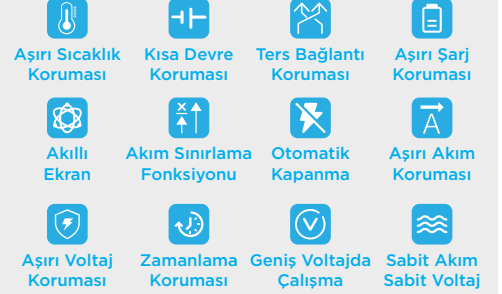 Aşırı Sıcaklık
Koruması
Kısa Devre
Koruması
Ters Bağlantı
Koruması
Aşırı Şarj
Koruması
Akıllı
Ekran
Akım Sınırlama
Fonksiyonu
Otomatik
Kapanma
A
Aşırı Akım
Koruması
Aşırı Voltaj
Koruması
Zamanlama
Koruması
V
Geniş Voltajda
Çalışma
Sabit Akım
Sabit Voltaj